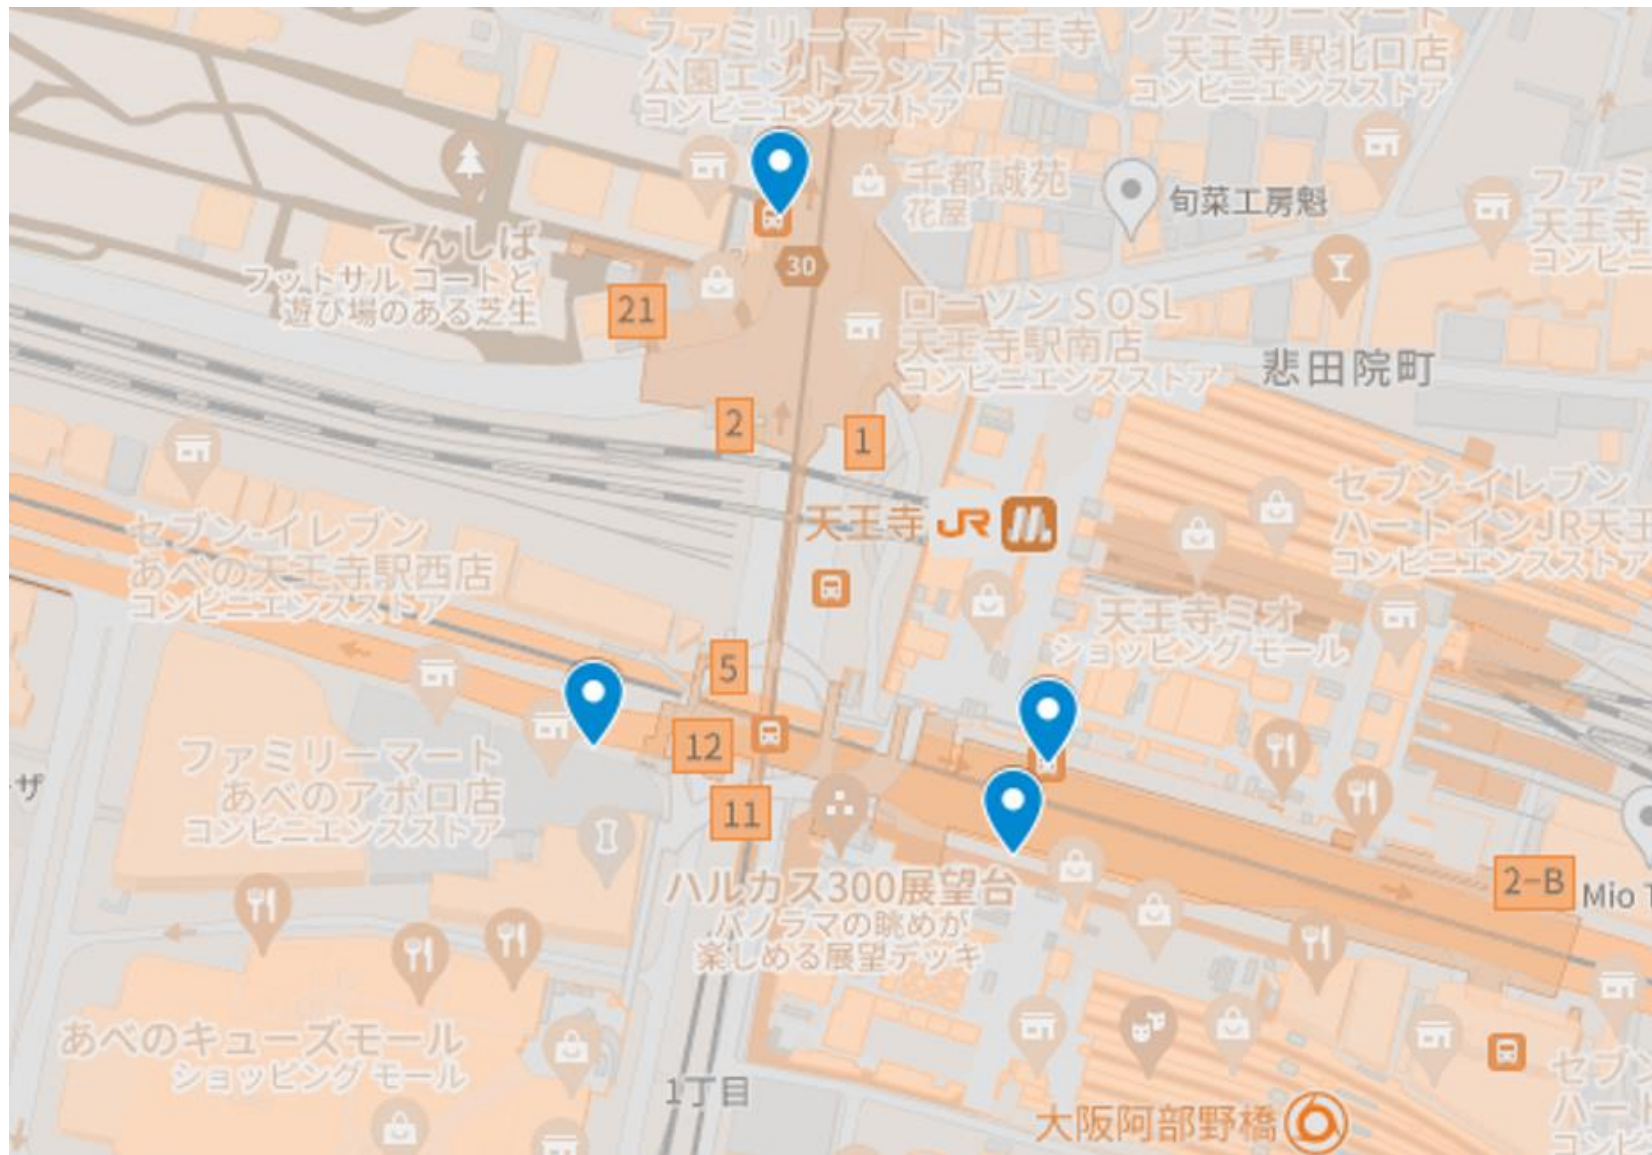 ファミリーマート 天王寺
公園エントランス店
コンビニエンスストア
ファミリーマート
天王寺駅北口店
コンビニエンスストア
千都誠苑
花屋
旬菜工房魁
ファミ
天王寺
コンビニ
てんしば
フットサル コートと
遊び場のある芝生
30
21
ローソン S OSL
天王寺駅南店
コンビニエンスストア
悲田院町
2
1
天王寺 JR
セブン-イレブン
ハートインJR天王
コンビニエンスストア
セブン-イレブン
あべの天王寺駅西店
コンビニエンスストア
天王寺ミオ
ショッピング モール
5
12
11
ファミリーマート
あべのアポロ店
コンビニエンスストア
ーザ
ハルカス300展望台
パノラマの眺めが
楽しめる展望デッキ
2-B
Mio
あべのキューズモール
ショッピング モール
1丁目
大阪阿部野橋
セブン
ハート
コンビ